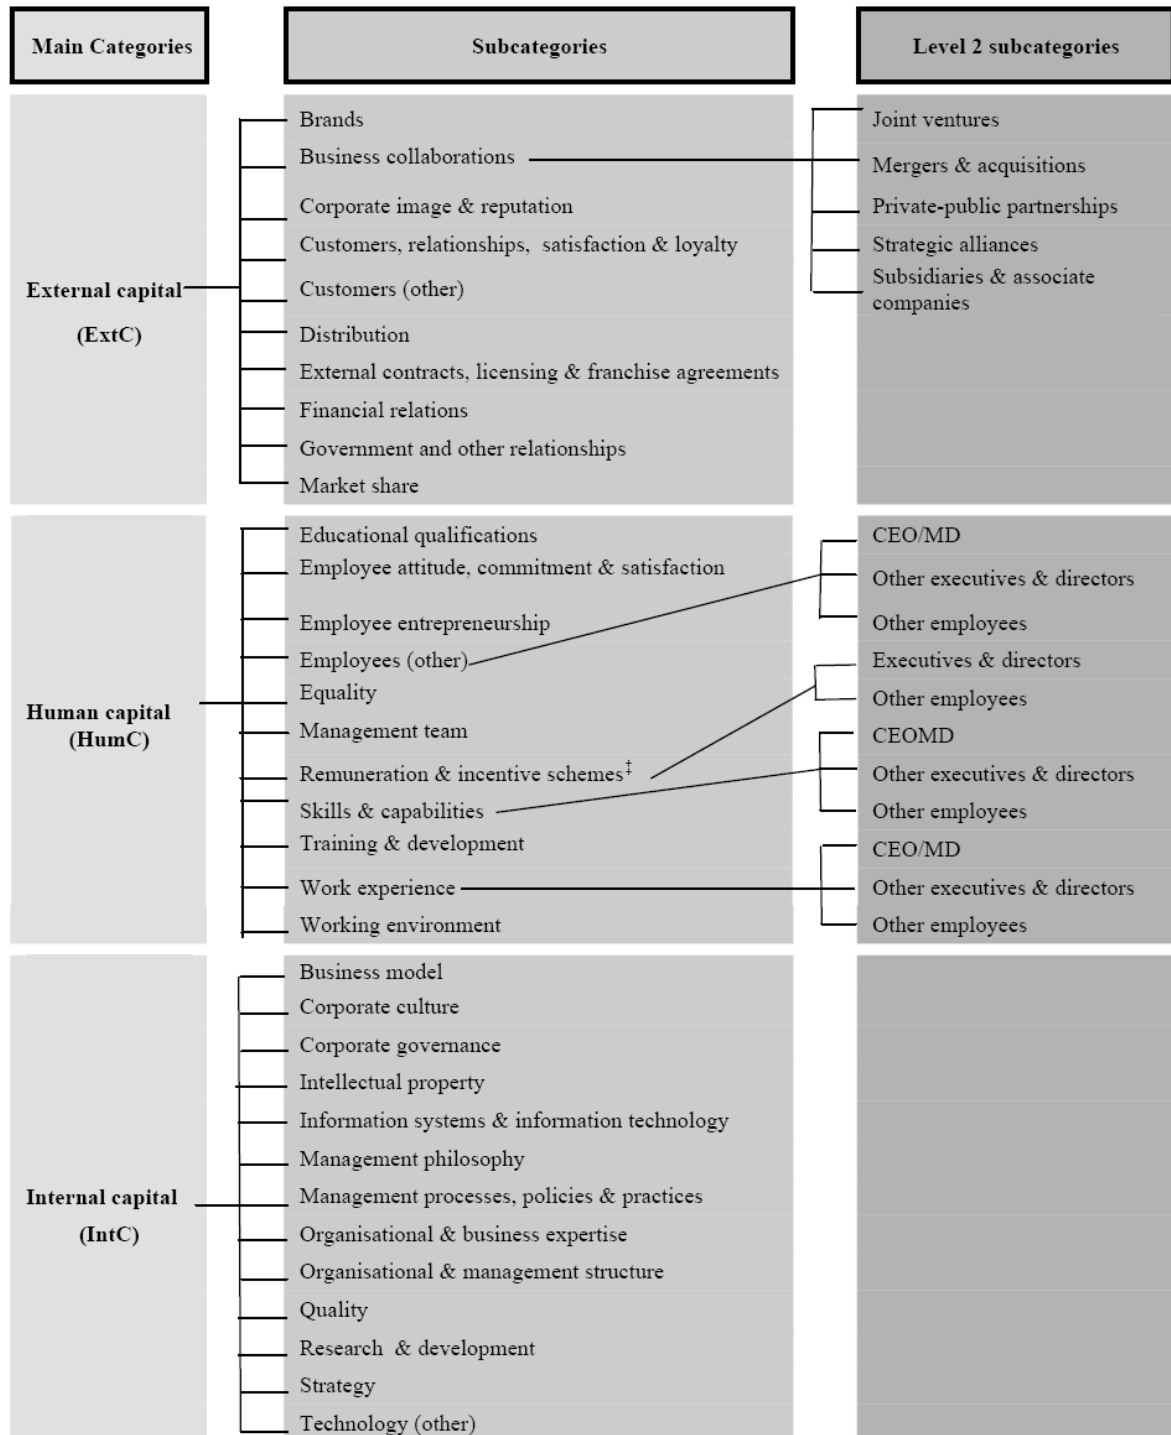 Main Categories
Subcategories
Level 2 subcategories
External capital
(ExtC)
Brands
Business collaborations
Corporate image & reputation
Customers, relationships, satisfaction & loyalty
Customers (other)
Distribution
External contracts, licensing & franchise agreements
Financial relations
Government and other relationships
Market share
Joint ventures
Mergers & acquisitions
Private-public partnerships
Strategic alliances
Subsidiaries & associate
companies
Human capital
(HumC)
Educational qualifications
Employee attitude, commitment & satisfaction
Employee entrepreneurship
Employees (other)
Equality
Management team
Remuneration & incentive schemes‡
Skills & capabilities
Training & development
Work experience
Working environment
CEO/MD
Other executives & directors
Other employees
Executives & directors
Other employees
CEOMD
Other executives & directors
Other employees
CEO/MD
Other executives & directors
Other employees
Internal capital
(IntC)
Business model
Corporate culture
Corporate governance
Intellectual property
Information systems & information technology
Management philosophy
Management processes, policies & practices
Organisational & business expertise
Organisational & management structure
Quality
Research & development
Strategy
Technology (other)